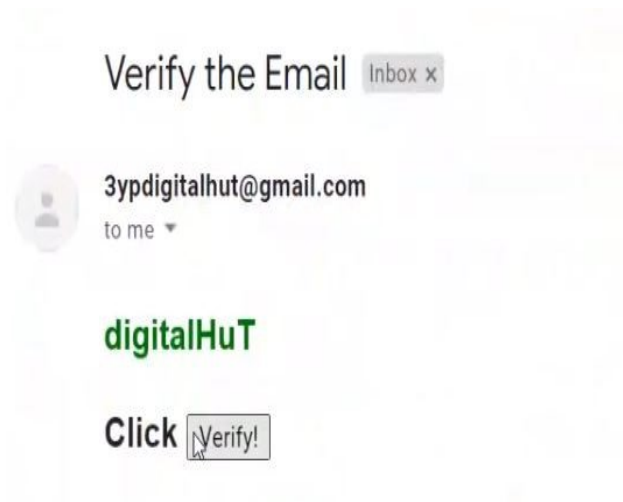 Verify the Email Inbox x
3ypdigitalhut@gmail.com
to me
digitalHuT
Click Verify!